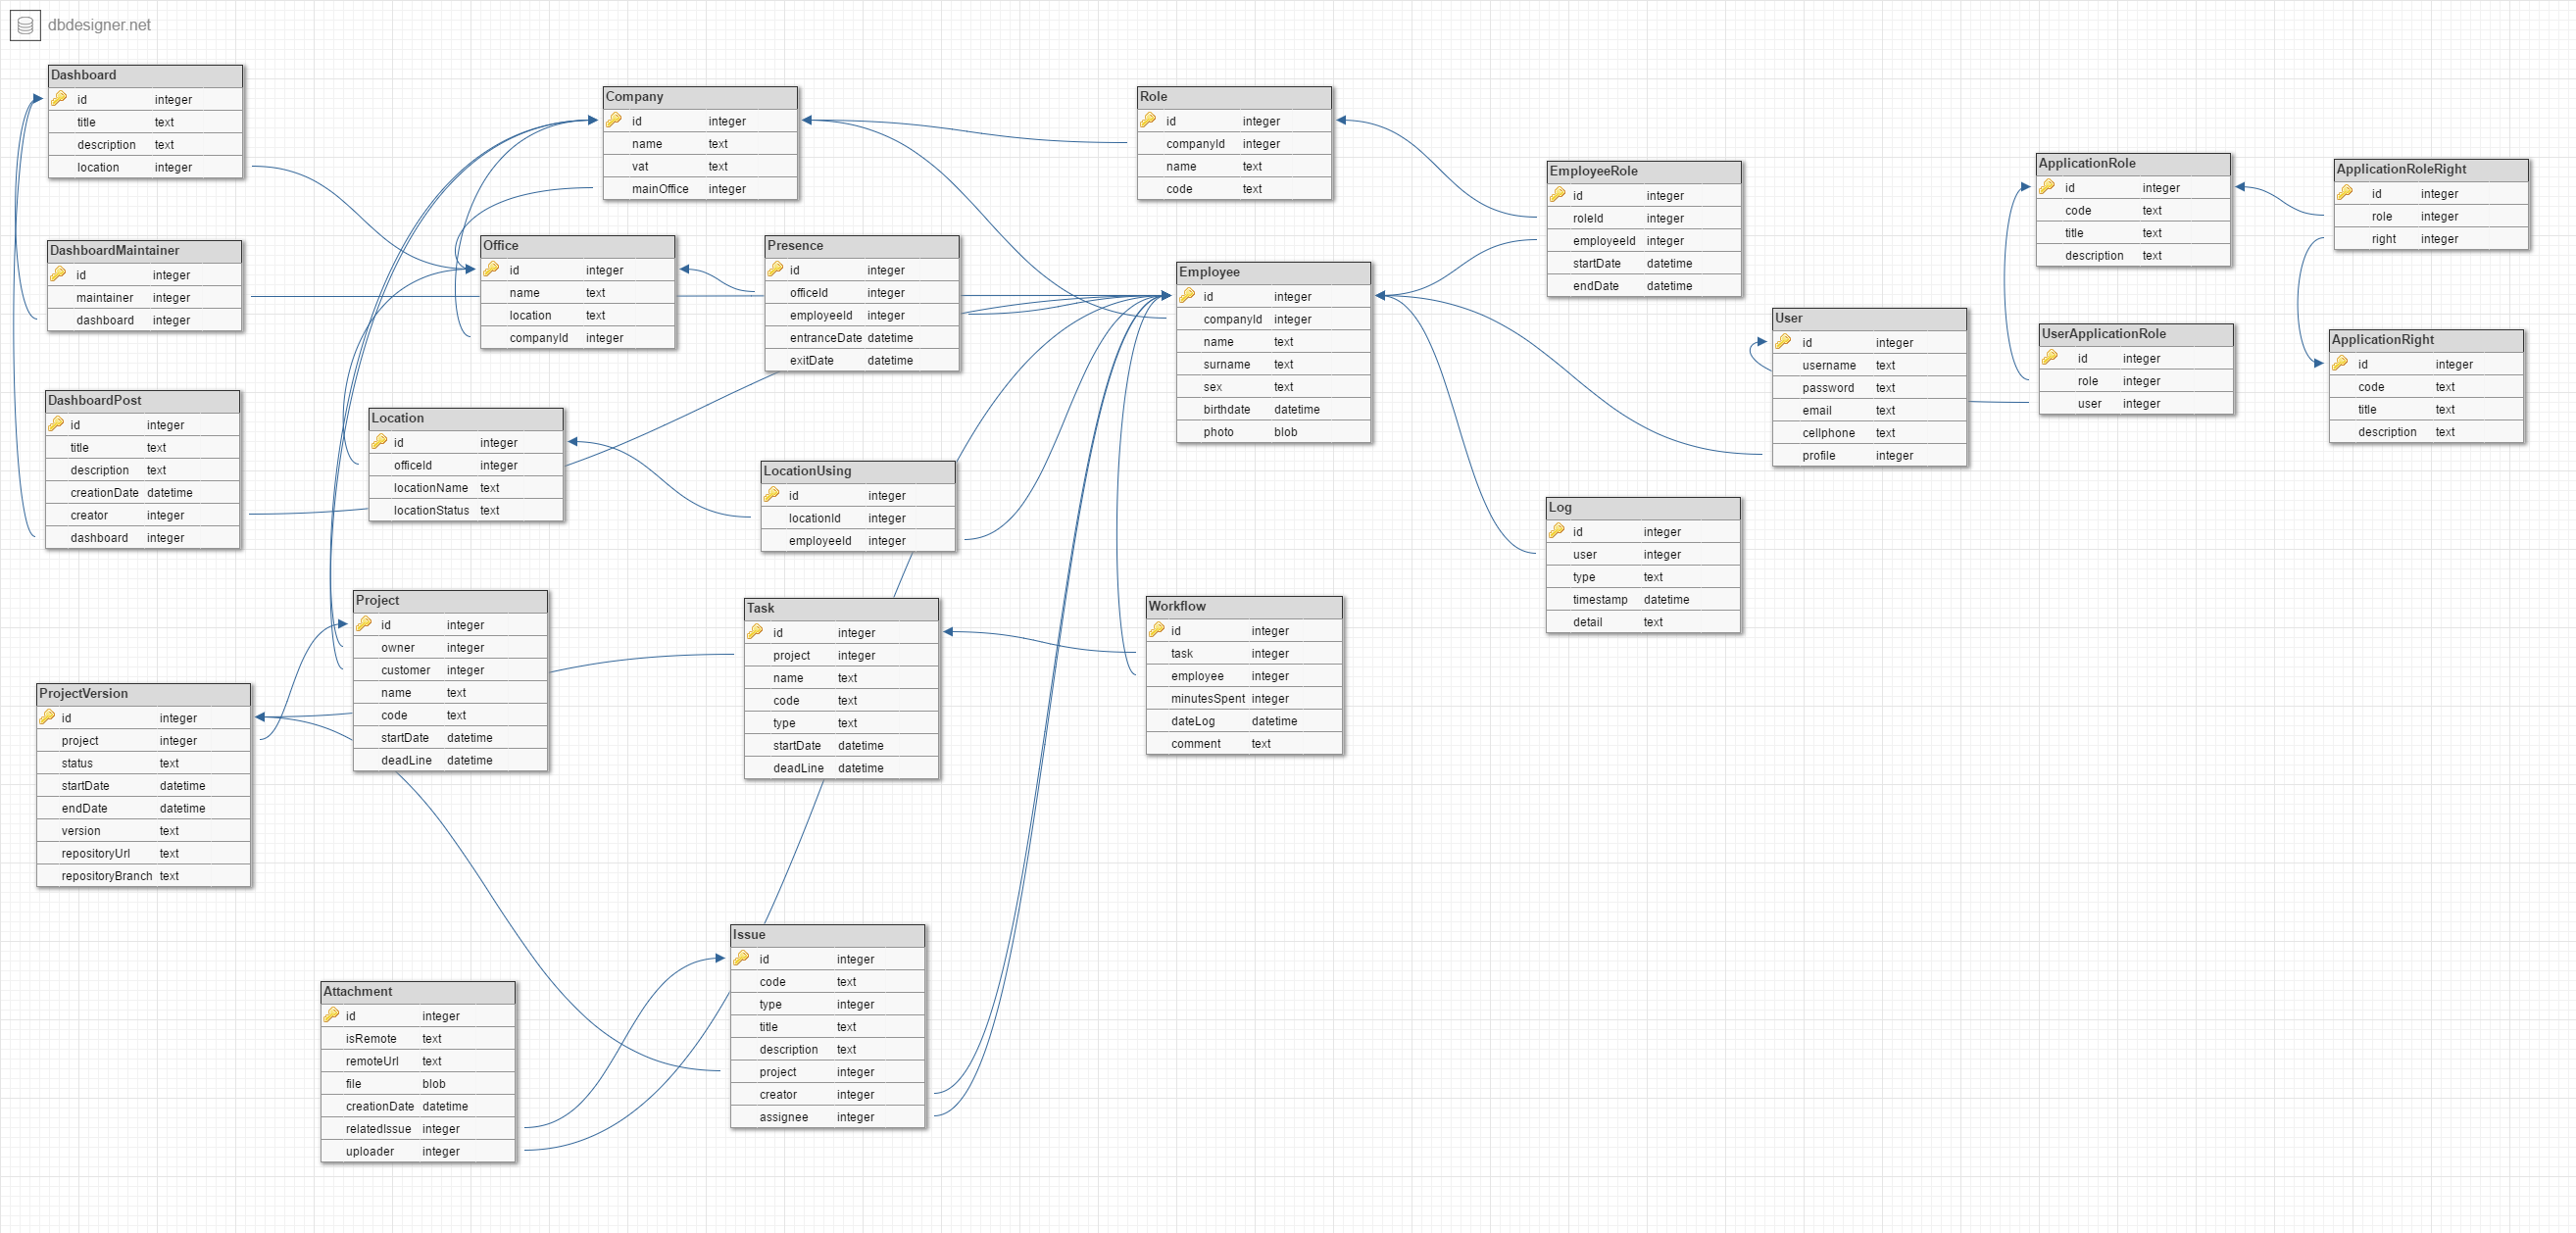 dbdesigner.net
Dashboard
id integer
title text
description text
location integer
DashboardMaintainer
id integer
maintainer integer
dashboard integer
DashboardPost
id integer
title text
description text
creationDate datetime
creator integer
dashboard integer
Company
id integer
name text
vat text
mainOffice integer
Office
id integer
name text
location text
companyId integer
Presence
id integer
officeId integer
employeeId integer
entranceDate datetime
exitDate datetime
Location
id integer
officeId integer
locationName text
locationStatus text
LocationUsing
id integer
locationId integer
employeeId integer
Role
id integer
companyId integer
name text
code text
Employee
id integer
companyId integer
name text
surname text
sex text
birthdate datetime
photo blob
EmployeeRole
id integer
roleId integer
employeeId integer
startDate datetime
endDate datetime
User
id integer
username text
password text
email text
cellphone text
profile integer
ApplicationRole
id integer
code text
title text
description text
ApplicationRoleRight
id integer
role integer
right integer
UserApplicationRole
id integer
role integer
user integer
ApplicationRight
id integer
code text
title text
description text
Log
id integer
user integer
type text
timestamp datetime
detail text
Project
id integer
owner integer
customer integer
name text
code text
startDate datetime
deadLine datetime
Task
id integer
project integer
name text
code text
type text
startDate datetime
deadLine datetime
Workflow
id integer
task integer
employee integer
minutesSpent integer
dateLog datetime
comment text
ProjectVersion
id integer
project integer
status text
startDate datetime
endDate datetime
version text
repositoryUrl text
repositoryBranch text
Issue
id integer
code text
type integer
title text
description text
project integer
creator integer
assignee integer
Attachment
id integer
isRemote text
remoteUrl text
file blob
creationDate datetime
relatedIssue integer
uploader integer